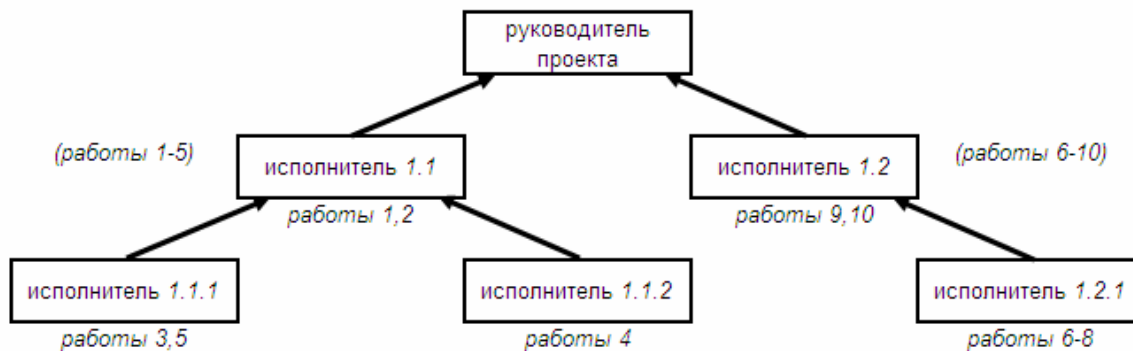 руководитель
проекта
(работы 1-5)
исполнитель 1.1
исполнитель 1.2
(работы 6-10)
работы 1,2
работы 9,10
исполнитель 1.1.1
исполнитель 1.1.2
исполнитель 1.2.1
работы 3,5
работы 4
работы 6-8